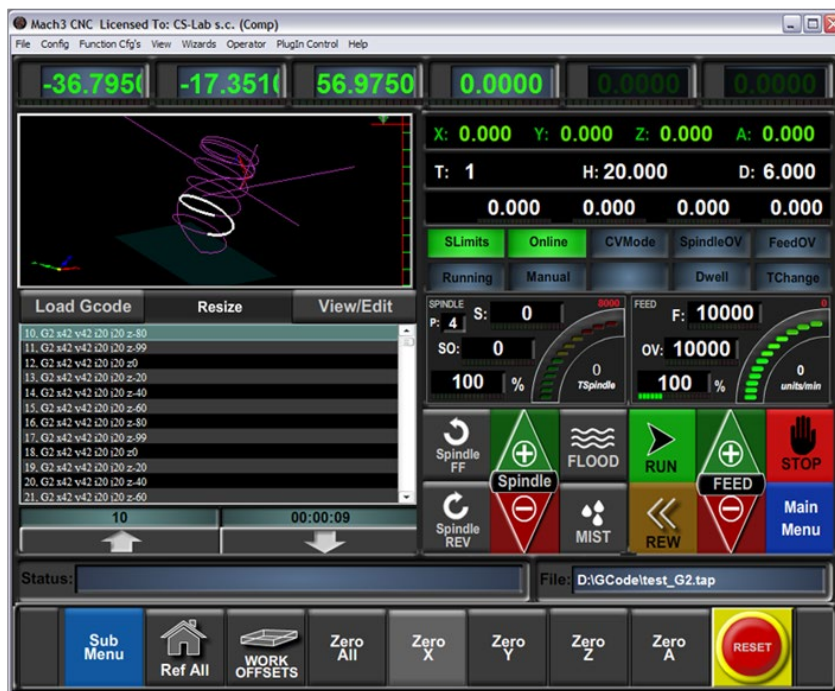 Mach3 CNC Licensed To: CS-Lab s.c. (Comp)
File Config Function Cfg's View Wizards Operator PlugIn Control Help
-36.7950 -17.3510 56.9750 0.0000 0.0000 0.0000
X: 0.000 Y: 0.000 Z: 0.000 A: 0.000
T: 1 H: 20.000 D: 6.000
0.000 0.000 0.000 0.000
SLimits Online CVMode SpindleOV FeedOV
Running Manual Dwell TChange
Load Gcode Resize View/Edit
10, G2 x42 y42 i20 j20 z-80
11, G2 x42 y42 i20 j20 z-99
12, G2 x42 y42 i20 j20 z0
13, G2 x42 y42 i20 j20 z-20
14, G2 x42 y42 i20 j20 z-40
15, G2 x42 y42 i20 j20 z-60
16, G2 x42 y42 i20 j20 z-80
17, G2 x42 y42 i20 j20 z-99
18, G2 x42 y42 i20 j20 z0
19, G2 x42 y42 i20 j20 z-20
20, G2 x42 y42 i20 j20 z-40
21, G2 x42 y42 i20 j20 z-60
10 00:00:09
SPINDLE 8000
P: 4 S: 0
SO: 0
0
TSpindle
100 %
FEED 0
F: 10000
OV: 10000
0
units/min
100 %
Spindle FF
Spindle
FLOOD
RUN
FEED
STOP
Spindle REV
MIST
REW
Main Menu
Status: File: D:\GCode\test_G2.tap
Sub Menu
Ref All
WORK OFFSETS
Zero All
Zero X
Zero Y
Zero Z
Zero A
RESET